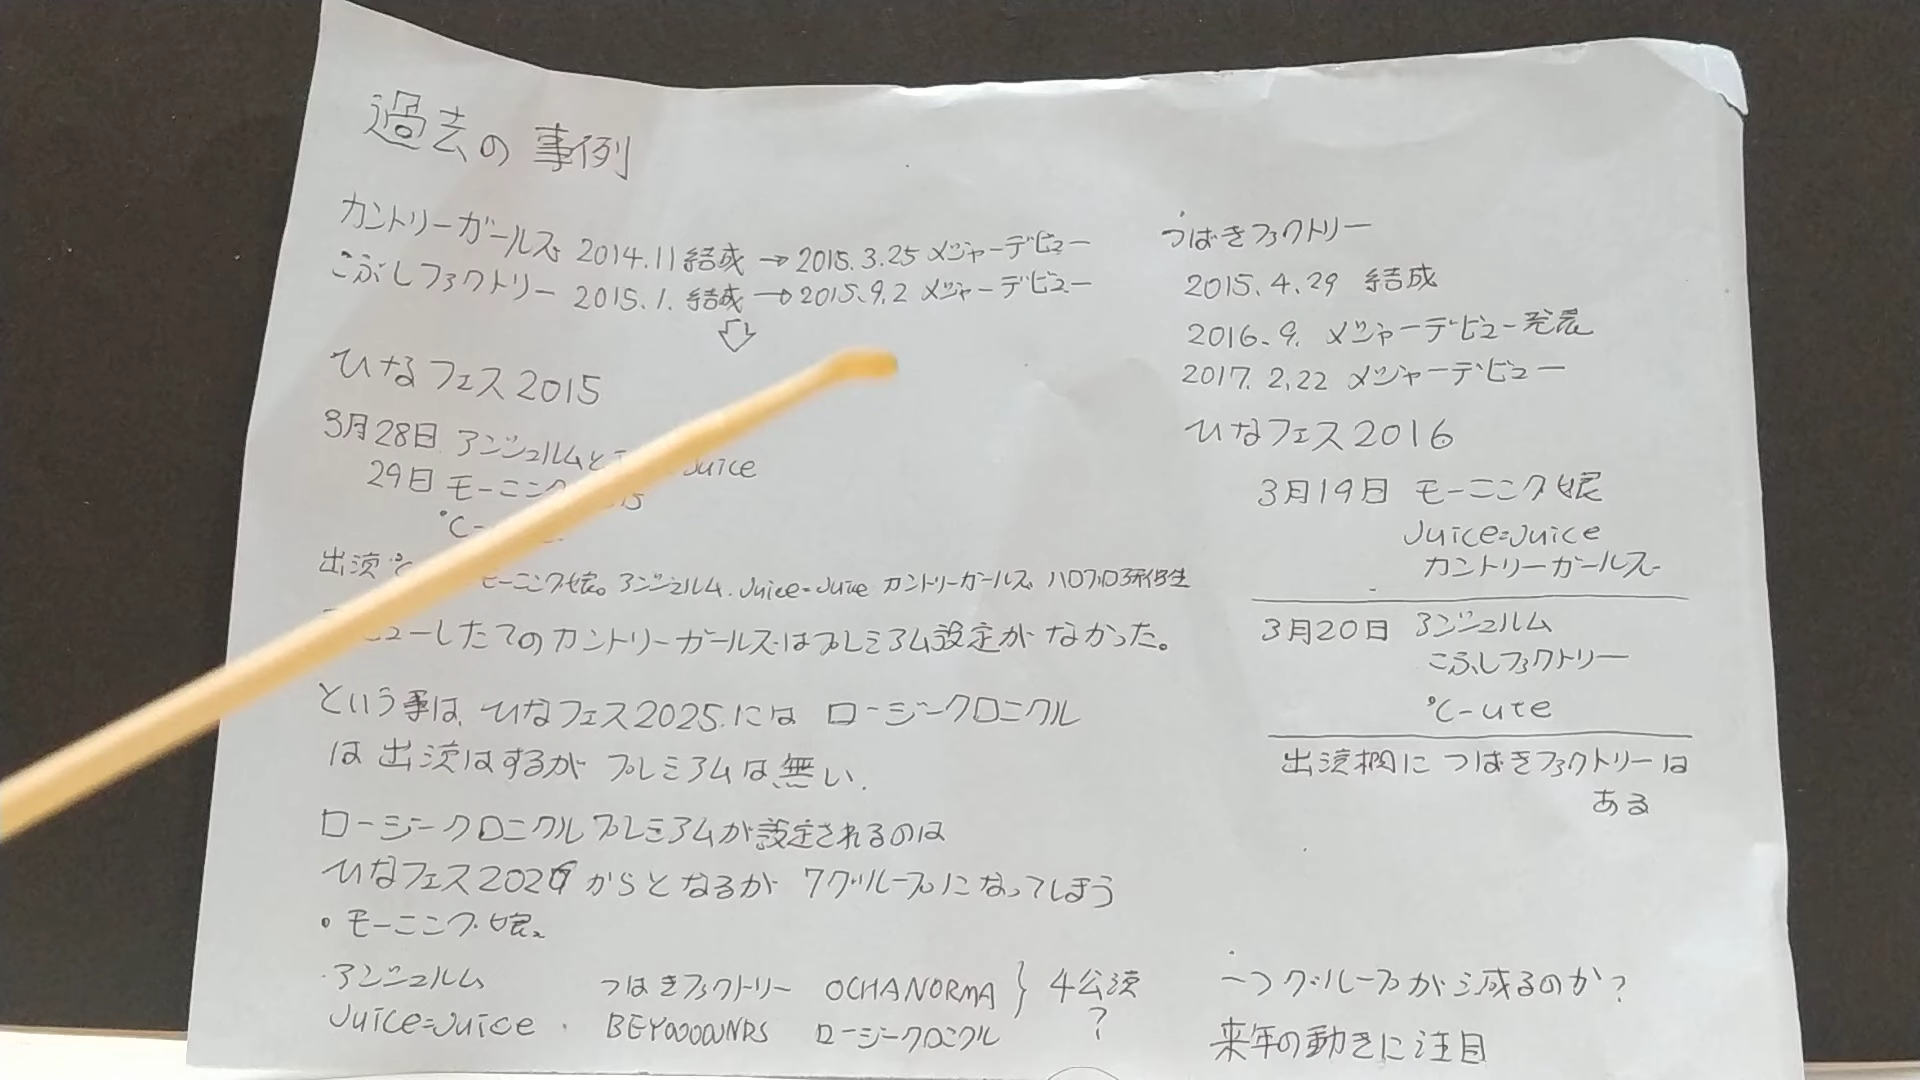 過去の事例
カントリーガールズ 2014.11 結成 → 2015.3.25 メジャーデビュー
こぶしファクトリー 2015.1. 結成 → 2015.9.2 メジャーデビュー
ひなフェス2015
3月28日 アンジュルムと Juice
29日 モーニング 15
℃-
出演 ℃ モーニング娘。アンジュルム.Juice=Juice カントリーガールズ ハロプロ研修生
ューしたてのカントリーガールズはプレミアム設定がなかった。
という事は、ひなフェス2025.には ロージークロニクル
は出演はするが プレミアムは無い.
ロージークロニクルプレミアムが設定されるのは
ひなフェス2026からとなるが 7グループになってしまう
・モーニング娘。
・アンジュルム つばきファクトリー OCHANORMA } 4公演
Juice=Juice . BEYOOOOONDS ロージークロニクル ?
つばきファクトリー
2015.4.29 結成
2016.9. メジャーデビュー発表
2017.2.22 メジャーデビュー
ひなフェス2016
3月19日 モーニング娘
Juice=Juice
カントリーガールズ
3月20日 アンジュルム
こぶしファクトリー
℃-ute
出演欄に つばきファクトリーは
ある
一つグループが減るのか?
来年の動きに注目